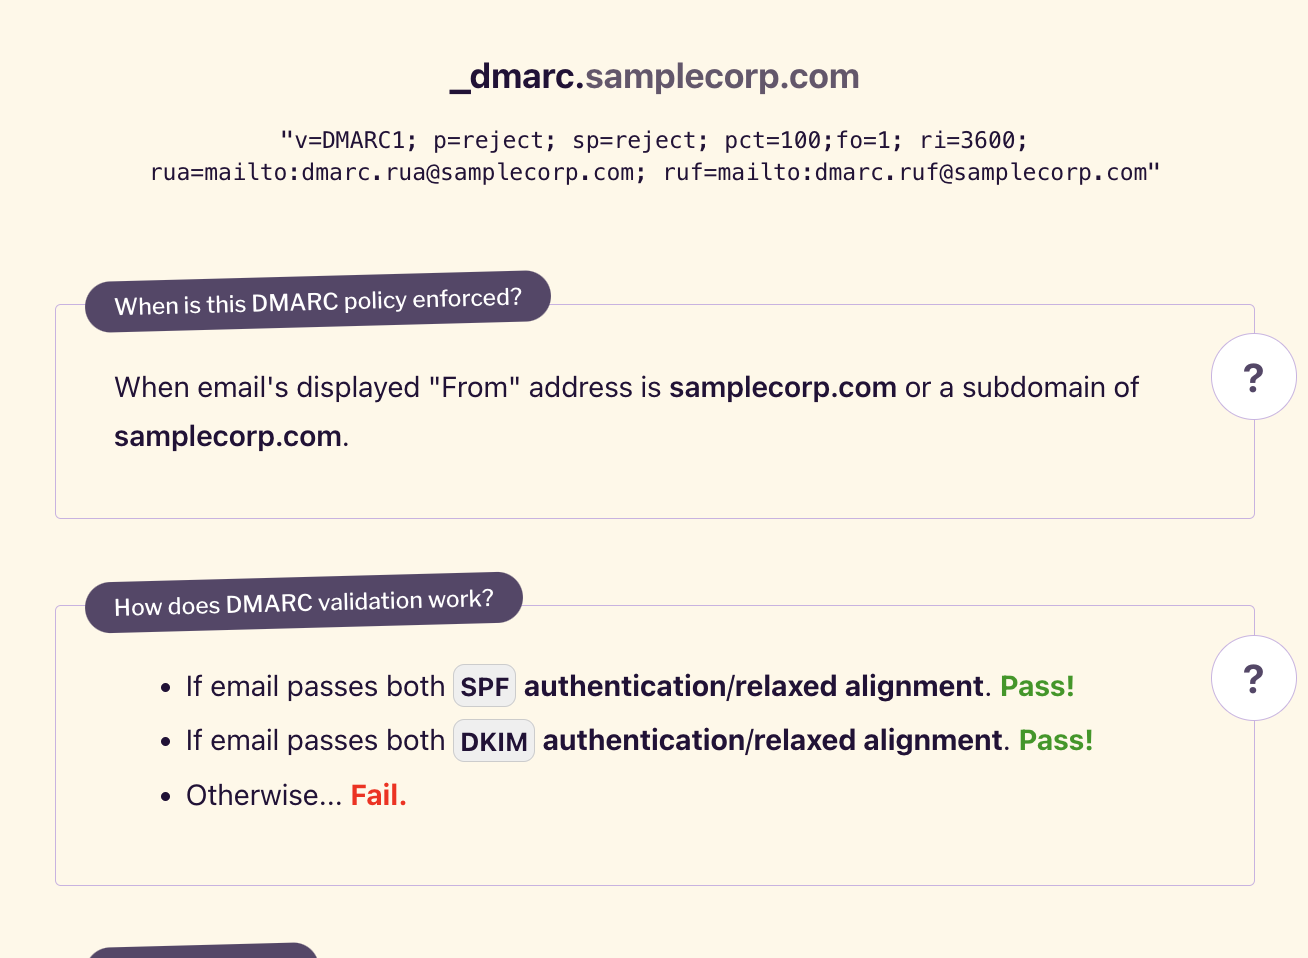 _dmarc.samplecorp.com
"v=DMARC1; p=reject; sp=reject; pct=100;fo=1; ri=3600;
rua=mailto:dmarc.rua@samplecorp.com; ruf=mailto:dmarc.ruf@samplecorp.com"
When is this DMARC policy enforced?
When email's displayed "From" address is samplecorp.com or a subdomain of
samplecorp.com.
?
How does DMARC validation work?
• If email passes both SPF authentication/relaxed alignment. Pass!
• If email passes both DKIM authentication/relaxed alignment. Pass!
• Otherwise... Fail.
?